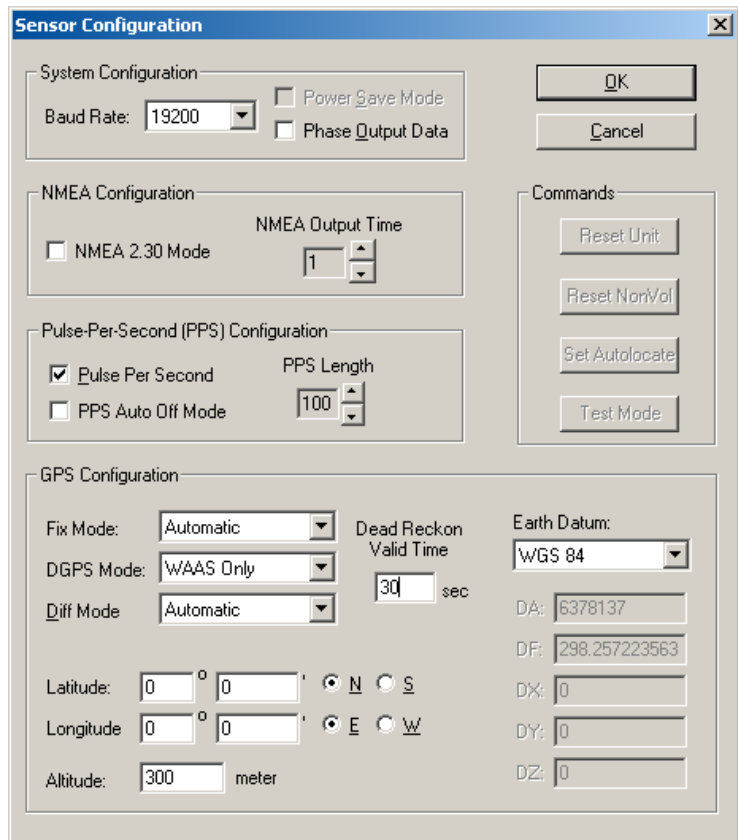 Sensor Configuration
System Configuration
Baud Rate: 19200
Power Save Mode
Phase Output Data
OK
Cancel
NMEA Configuration
NMEA 2.30 Mode
NMEA Output Time
1
Commands
Reset Unit
Reset NonVol
Set Autolocate
Test Mode
Pulse-Per-Second (PPS) Configuration
Pulse Per Second
PPS Auto Off Mode
PPS Length
100
GPS Configuration
Fix Mode: Automatic
DGPS Mode: WAAS Only
Diff Mode Automatic
Dead Reckon
Valid Time
30 sec
Earth Datum:
WGS 84
DA: 6378137
DF: 298.257223563
DX: 0
DY: 0
DZ: 0
Latitude: 0 ° 0 ' N S
Longitude 0 ° 0 ' E W
Altitude: 300 meter